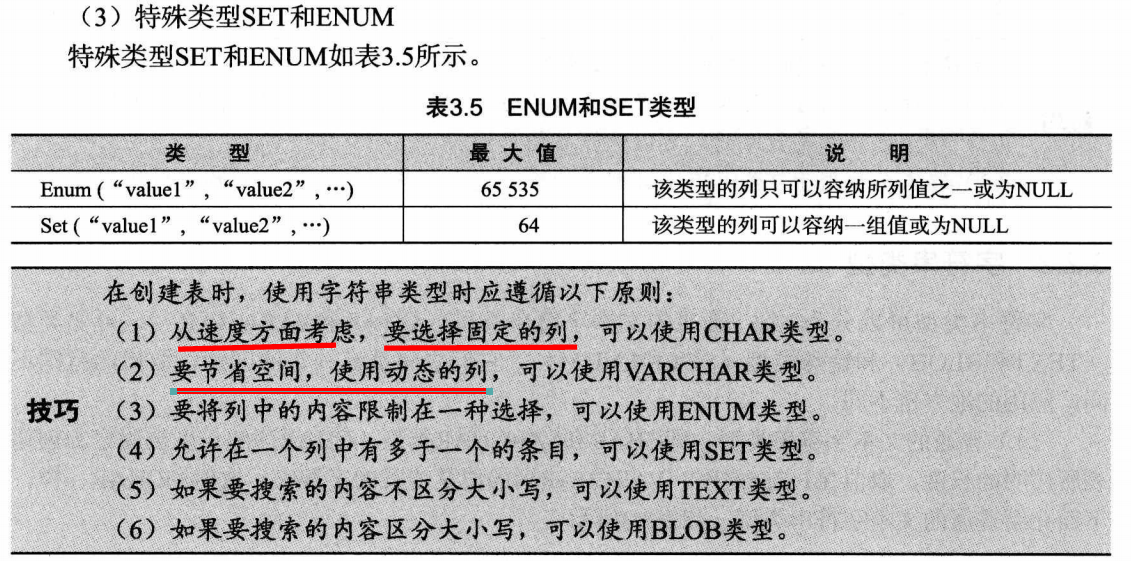 （3）特殊类型SET和ENUM
特殊类型SET和ENUM如表3.5所示。
表3.5 ENUM和SET类型
类 型 最 大 值 说 明
Enum (“value1”, “value2”, …) 65 535 该类型的列只可以容纳所列值之一或为NULL
Set (“value1”, “value2”, …) 64 该类型的列可以容纳一组值或为NULL
在创建表时，使用字符串类型时应遵循以下原则：
（1）从速度方面考虑，要选择固定的列，可以使用CHAR类型。
（2）要节省空间，使用动态的列，可以使用VARCHAR类型。
技巧 （3）要将列中的内容限制在一种选择，可以使用ENUM类型。
（4）允许在一个列中有多于一个的条目，可以使用SET类型。
（5）如果要搜索的内容不区分大小写，可以使用TEXT类型。
（6）如果要搜索的内容区分大小写，可以使用BLOB类型。